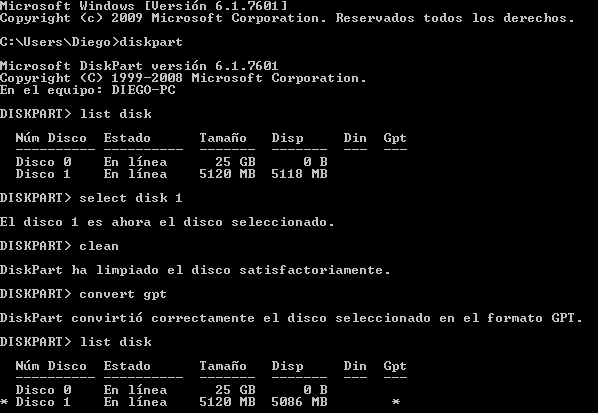 Microsoft Windows [Versión 6.1.7601]
Copyright (c) 2009 Microsoft Corporation. Reservados todos los derechos.
C:\Users\Diego>diskpart
Microsoft DiskPart versión 6.1.7601
Copyright (C) 1999-2008 Microsoft Corporation.
En el equipo: DIEGO-PC
DISKPART> list disk
Núm Disco  Estado      Tamaño   Disp     Din  Gpt
---------- ---------- ------- ------- --- ---
Disco 0    En línea      25 GB      0 B
Disco 1    En línea    5120 MB  5118 MB
DISKPART> select disk 1
El disco 1 es ahora el disco seleccionado.
DISKPART> clean
DiskPart ha limpiado el disco satisfactoriamente.
DISKPART> convert gpt
DiskPart convirtió correctamente el disco seleccionado en el formato GPT.
DISKPART> list disk
Núm Disco  Estado      Tamaño   Disp     Din  Gpt
---------- ---------- ------- ------- --- ---
Disco 0    En línea      25 GB      0 B
* Disco 1    En línea    5120 MB  5086 MB        *